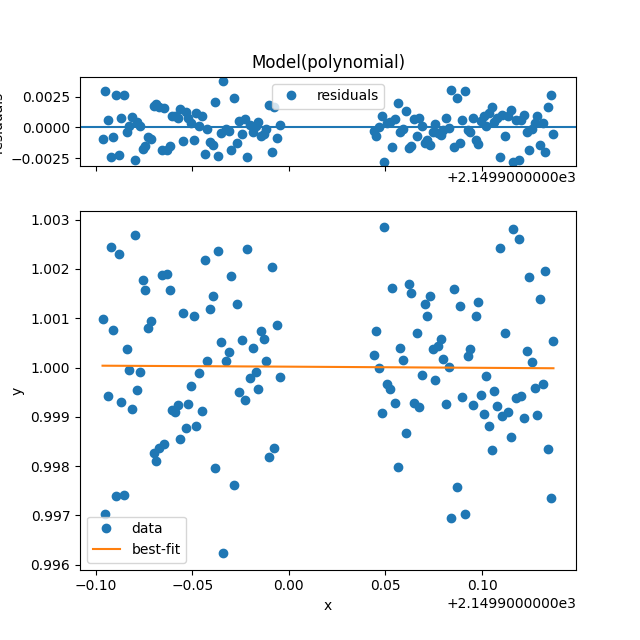 Model(polynomial)
residuals
0.0025
0.0000
−0.0025
+2.1499000000e3
1.003
1.002
1.001
1.000
0.999
0.998
0.997
0.996
y
data
best-fit
−0.10
−0.05
0.00
0.05
0.10
x
+2.1499000000e3